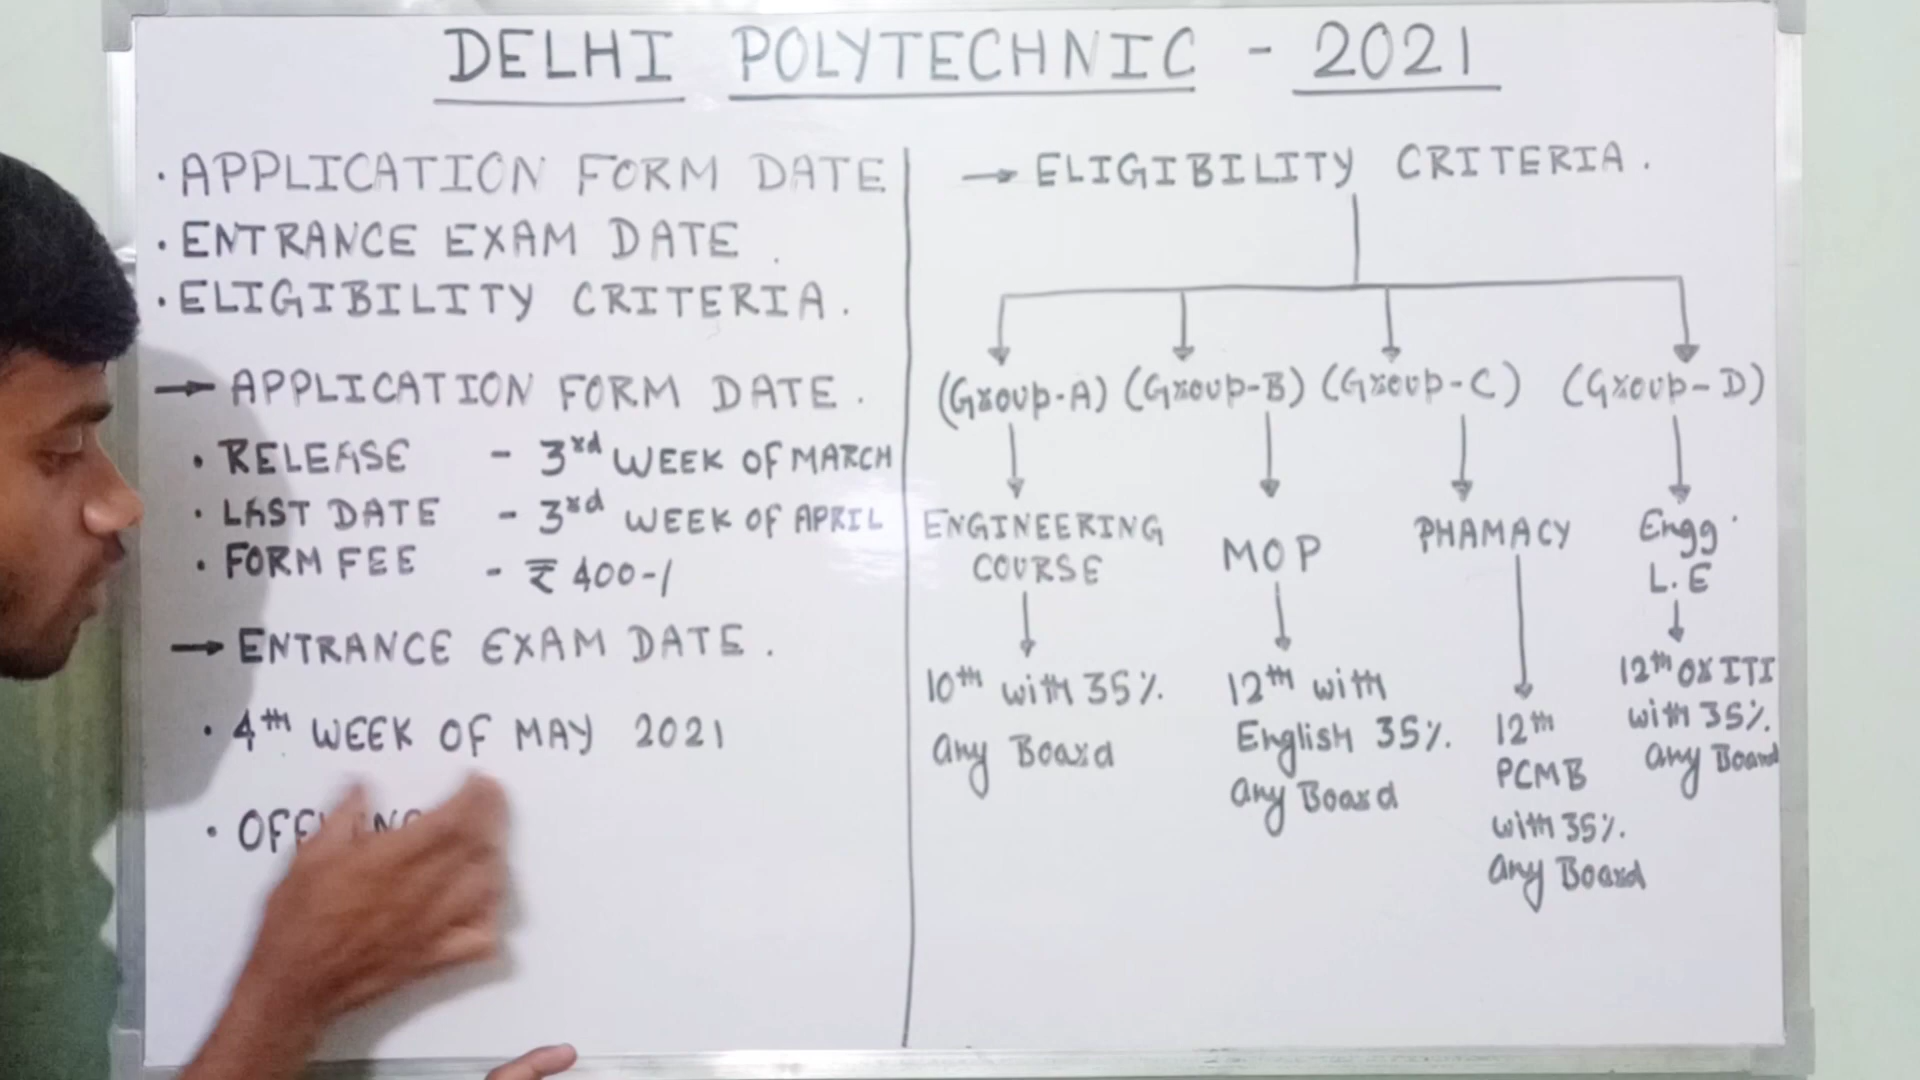 DELHI POLYTECHNIC - 2021
· APPLICATION FORM DATE
· ENTRANCE EXAM DATE .
· ELIGIBILITY CRITERIA .
→ APPLICATION FORM DATE .
· RELEASE - 3rd WEEK OF MARCH
· LAST DATE - 3rd WEEK OF APRIL
· FORM FEE - ₹ 400-/
→ ENTRANCE EXAM DATE .
· 4th WEEK OF MAY 2021
→ ELIGIBILITY CRITERIA .
(Group-A) (Group-B) (Group-C) (Group-D)
ENGINEERING
COURSE
10th with 35%.
any Board
MOP
12th with
English 35%.
any Board
PHAMACY
12th
PCMB
with 35%.
any Board
Engg.
L.E
12th or ITI
with 35%.
any Board